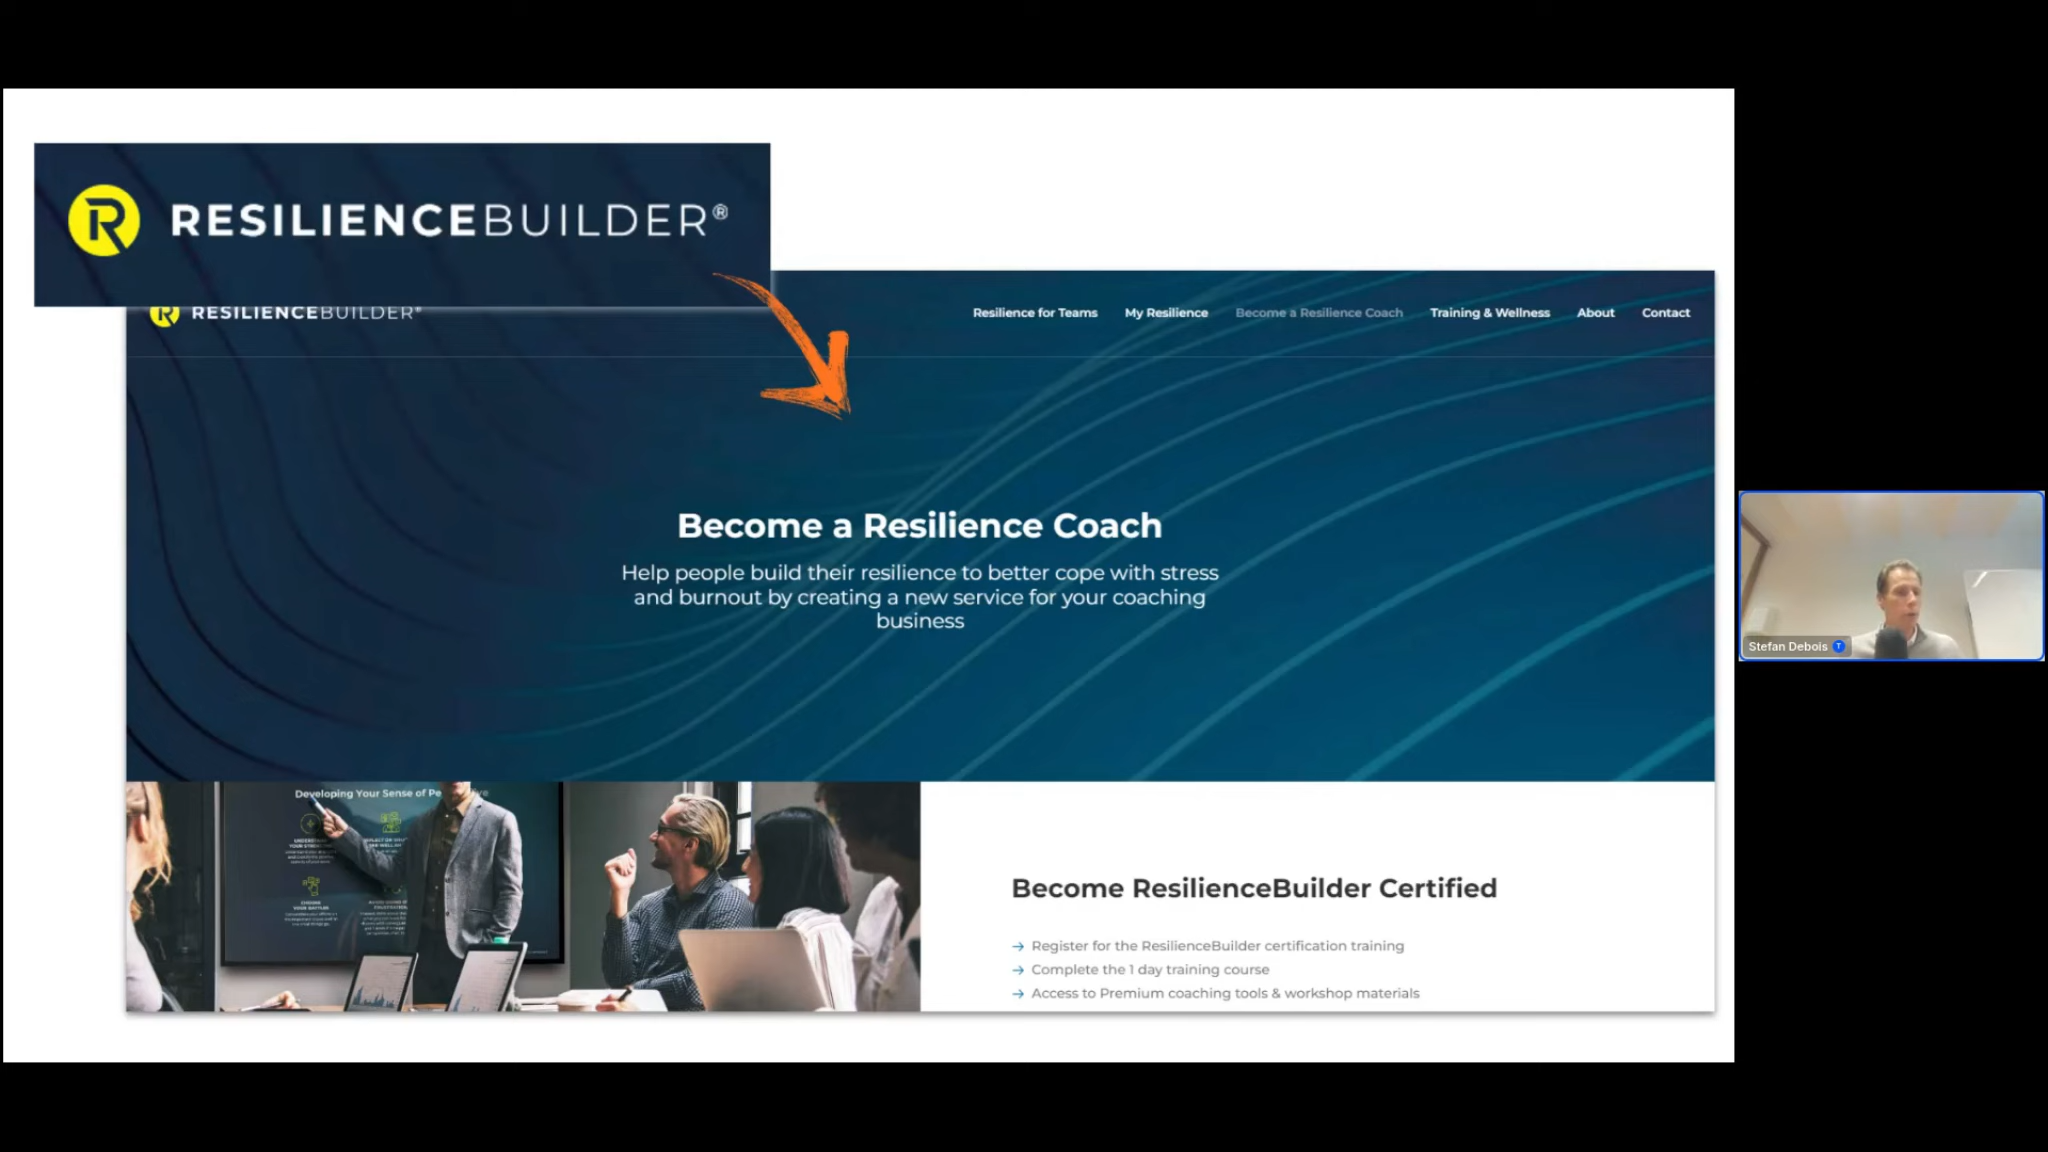 RESILIENCEBUILDER®
RESILIENCEBUILDER®
Resilience for Teams
My Resilience
Become a Resilience Coach
Training & Wellness
About
Contact
Become a Resilience Coach
Help people build their resilience to better cope with stress
and burnout by creating a new service for your coaching
business
Developing Your Sense of Pe
Become ResilienceBuilder Certified
→ Register for the ResilienceBuilder certification training
→ Complete the 1 day training course
→ Access to Premium coaching tools & workshop materials
Stefan Debois T